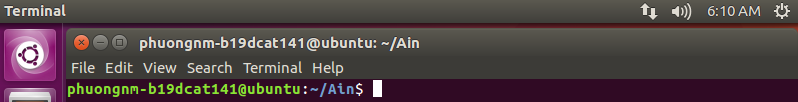 Terminal 6:10 AM
phuongnm-b19dcat141@ubuntu: ~/Ain
File Edit View Search Terminal Help
phuongnm-b19dcat141@ubuntu:~/Ain$